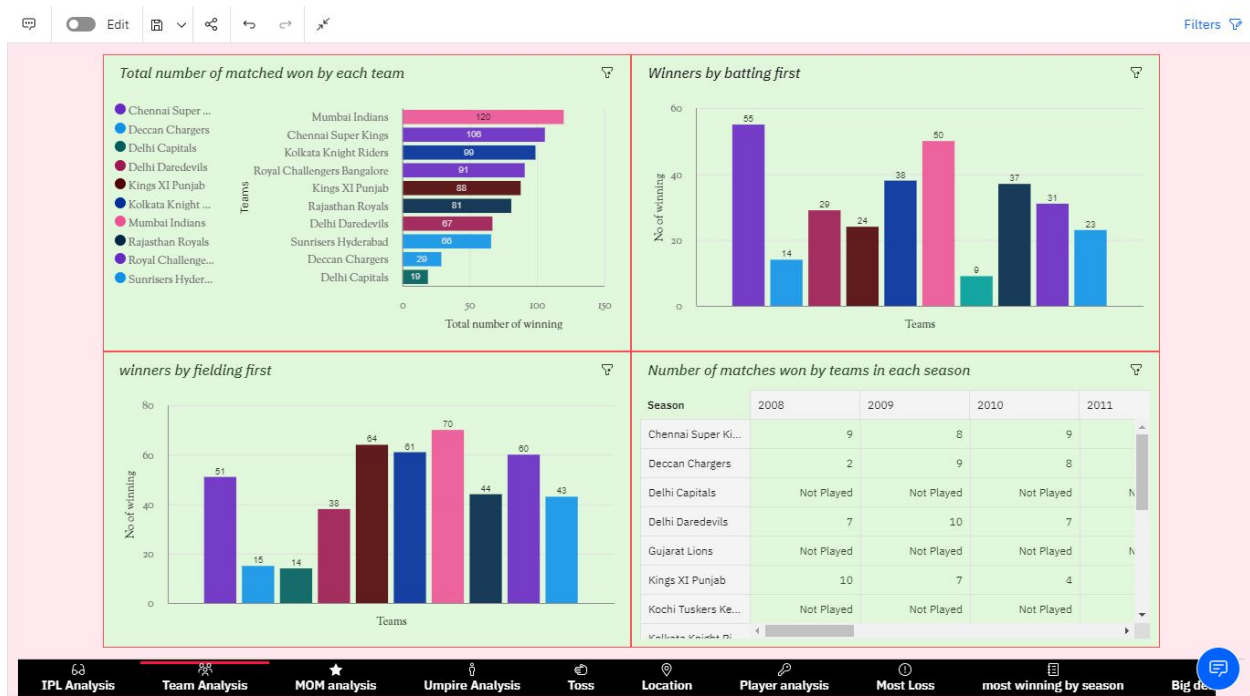 Edit
Filters
Total number of matched won by each team
Chennai Super ...
Deccan Chargers
Delhi Capitals
Delhi Daredevils
Kings XI Punjab
Kolkata Knight ...
Mumbai Indians
Rajasthan Royals
Royal Challenge...
Sunrisers Hyder...
Teams
Mumbai Indians 120
Chennai Super Kings 106
Kolkata Knight Riders 99
Royal Challengers Bangalore 91
Kings XI Punjab 88
Rajasthan Royals 81
Delhi Daredevils 67
Sunrisers Hyderabad 66
Deccan Chargers 29
Delhi Capitals 19
0 50 100 150
Total number of winning
Winners by batting first
No of winning
60
40
20
0
55 14 29 24 38 50 9 37 31 23
Teams
winners by fielding first
No of winning
80
60
40
20
0
51 15 14 38 64 61 70 44 60 43
Teams
Number of matches won by teams in each season
Season 2008 2009 2010 2011
Chennai Super Ki... 9 8 9
Deccan Chargers 2 9 8
Delhi Capitals Not Played Not Played Not Played N
Delhi Daredevils 7 10 7
Gujarat Lions Not Played Not Played Not Played N
Kings XI Punjab 10 7 4
Kochi Tuskers Ke... Not Played Not Played Not Played
IPL Analysis
Team Analysis
MOM analysis
Umpire Analysis
Toss
Location
Player analysis
Most Loss
most winning by season
Big